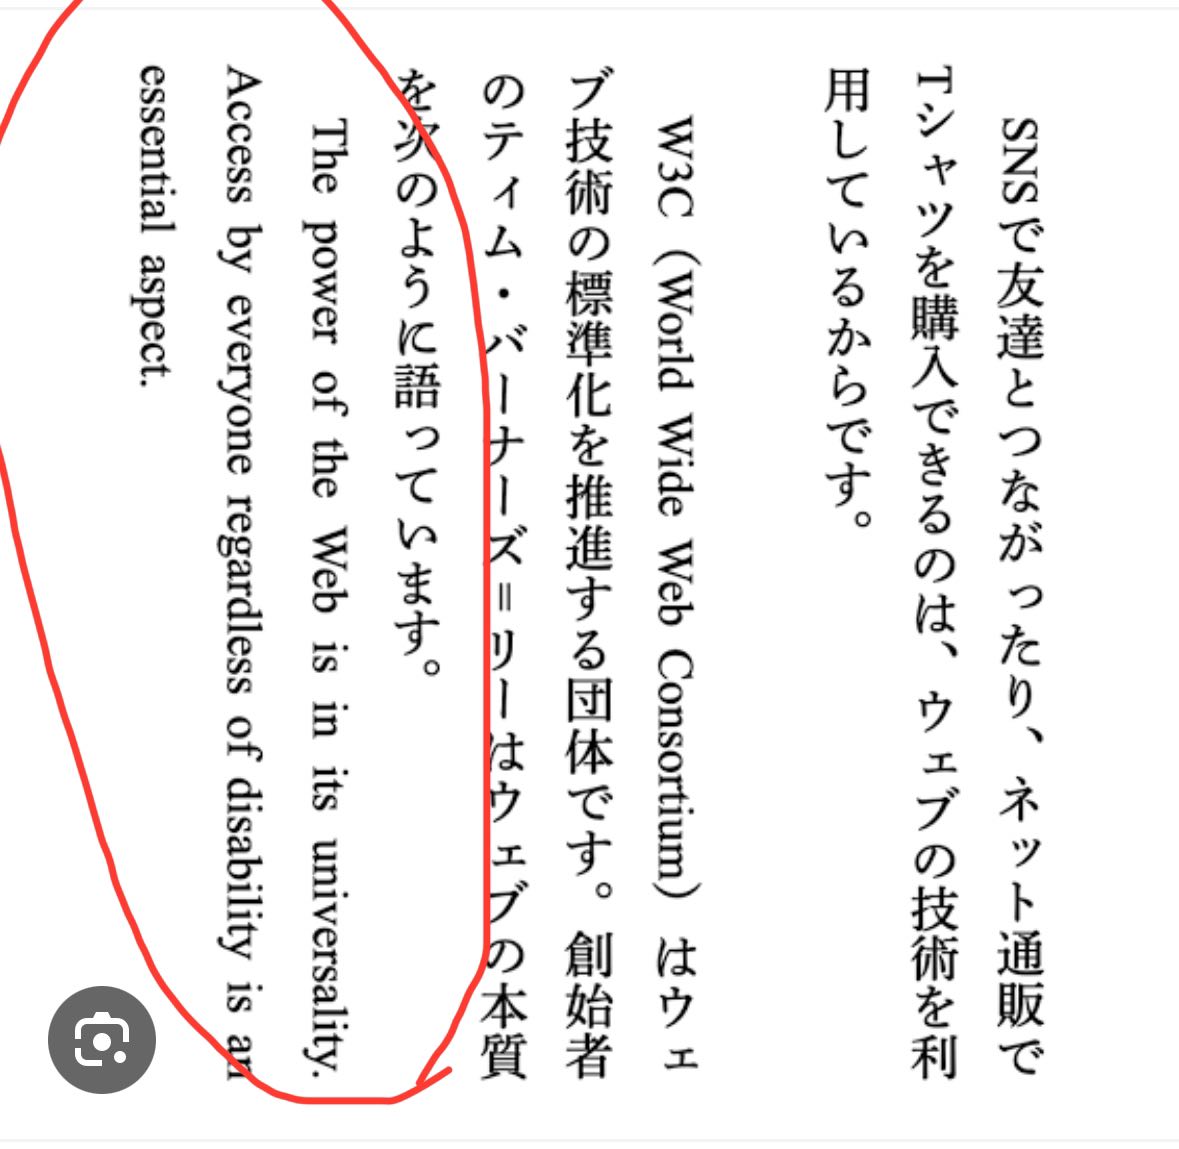 SNSで友達とつながったり、ネット通販で
Tシャツを購入できるのは、ウェブの技術を利
用しているからです。
W3C（World Wide Web Consortium）はウェ
ブ技術の標準化を推進する団体です。創始者
のティム・バーナーズ＝リーはウェブの本質
を次のように語っています。
The power of the Web is in its universality.
Access by everyone regardless of disability is an
essential aspect.